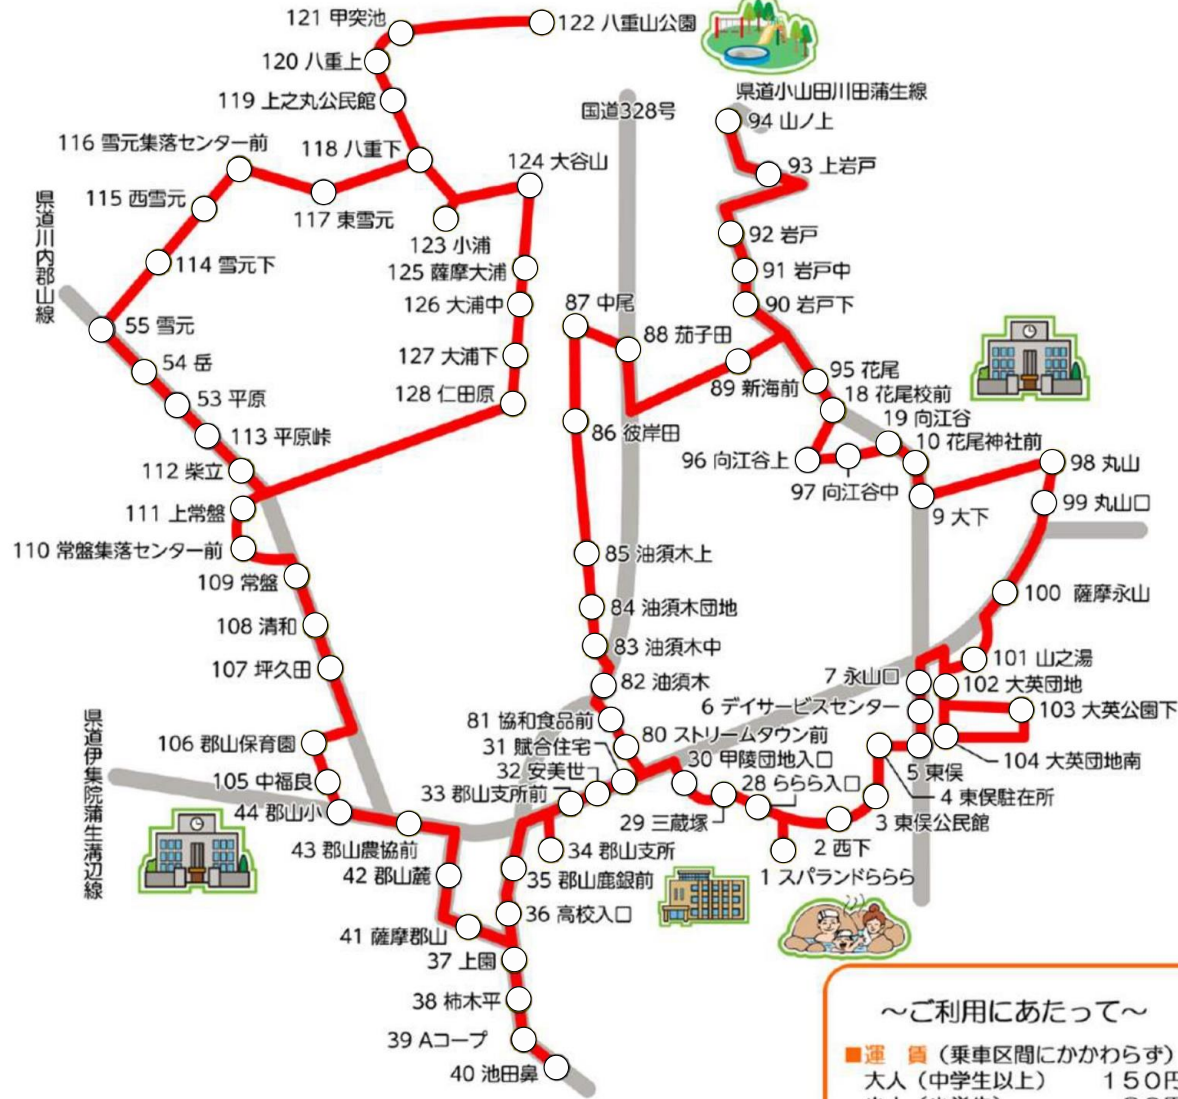 121 甲突池
122 八重山公園
120 八重上
119 上之丸公民館
国道328号
県道小山田川田蒲生線
94 山ノ上
116 雪元集落センター前
118 八重下
124 大谷山
93 上岩戸
115 西雪元
117 東雪元
県道川内郡山線
123 小浦
92 岩戸
114 雪元下
125 薩摩大浦
91 岩戸中
126 大浦中
87 中尾
90 岩戸下
55 雪元
88 茄子田
127 大浦下
54 岳
89 新海前
95 花尾
128 仁田原
18 花尾校前
53 平原
19 向江谷
113 平原峠
86 彼岸田
10 花尾神社前
112 柴立
96 向江谷上
98 丸山
97 向江谷中
99 丸山口
111 上常盤
9 大下
110 常盤集落センター前
85 油須木上
109 常盤
100 薩摩永山
84 油須木団地
108 清和
83 油須木中
107 坪久田
101 山之湯
7 永山口
82 油須木
102 大英団地
6 デイサービスセンター
103 大英公園下
県道伊集院蒲生溝辺線
81 協和食品前
80 ストリームタウン前
106 郡山保育園
31 賦合住宅
30 甲陵団地入口
104 大英団地南
32 安美世
5 東俣
105 中福良
28 ららら入口
33 郡山支所前
4 東俣駐在所
44 郡山小
29 三蔵塚
3 東俣公民館
43 郡山農協前
34 郡山支所
2 西下
42 郡山麓
35 郡山鹿銀前
1 スパランドららら
36 高校入口
41 薩摩郡山
37 上園
38 柿木平
～ご利用にあたって～
39 Aコープ
■運 賃（乗車区間にかかわらず）
40 池田鼻
大人（中学生以上） 150円